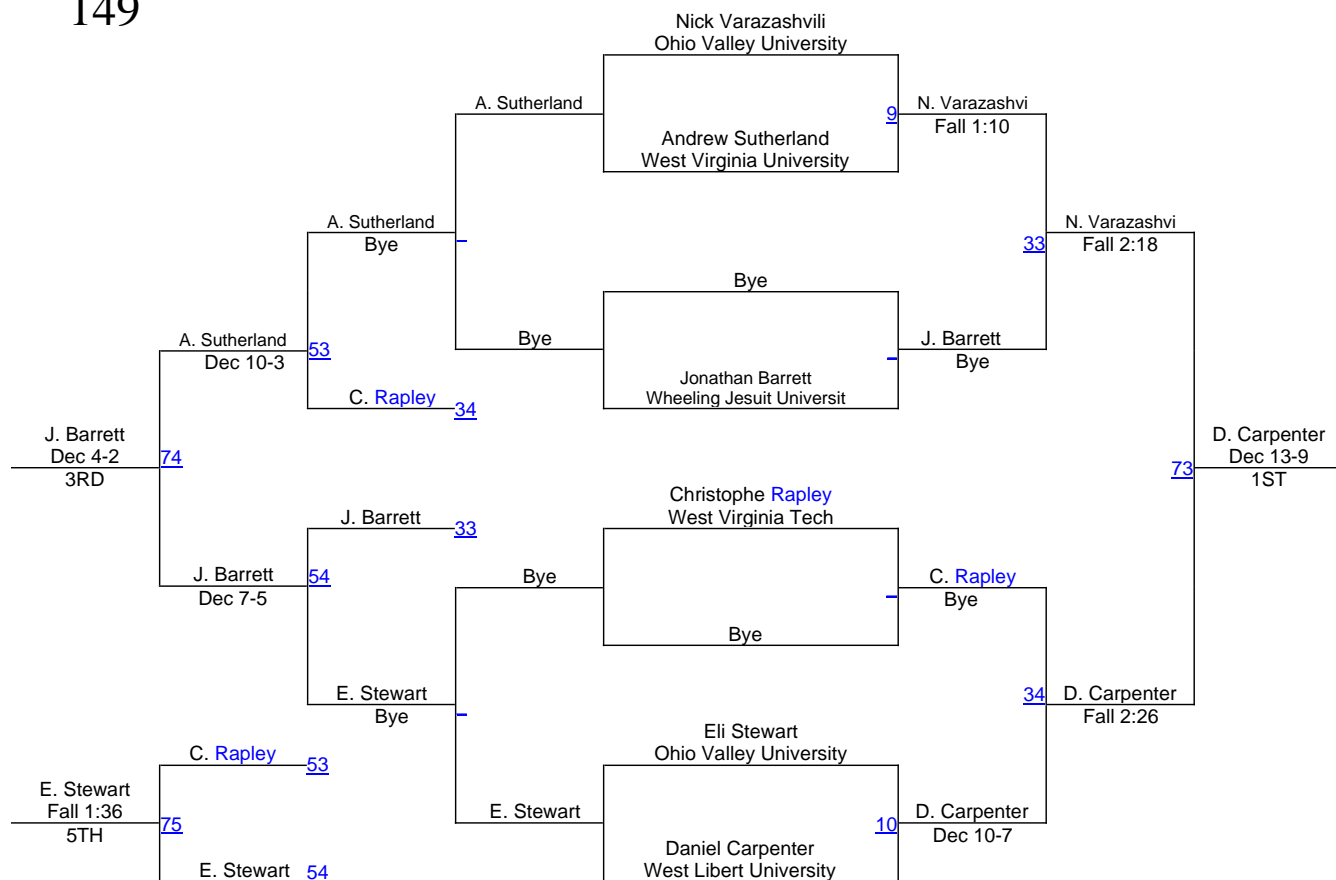 149
Nick Varazashvili
Ohio Valley University
A. Sutherland
9
N. Varazashvi
Fall 1:10
Andrew Sutherland
West Virginia University
A. Sutherland
Bye
N. Varazashvi
Fall 2:18
33
Bye
A. Sutherland
Dec 10-3
53
Bye
J. Barrett
Bye
Jonathan Barrett
Wheeling Jesuit Universit
C. Rapley
34
J. Barrett
Dec 4-2
3RD
74
D. Carpenter
Dec 13-9
1ST
73
Christophe Rapley
West Virginia Tech
J. Barrett
33
J. Barrett
Dec 7-5
54
Bye
C. Rapley
Bye
Bye
E. Stewart
Bye
34
D. Carpenter
Fall 2:26
Eli Stewart
Ohio Valley University
C. Rapley
53
E. Stewart
Fall 1:36
5TH
75
E. Stewart
10
D. Carpenter
Dec 10-7
Daniel Carpenter
West Libert University
E. Stewart
54